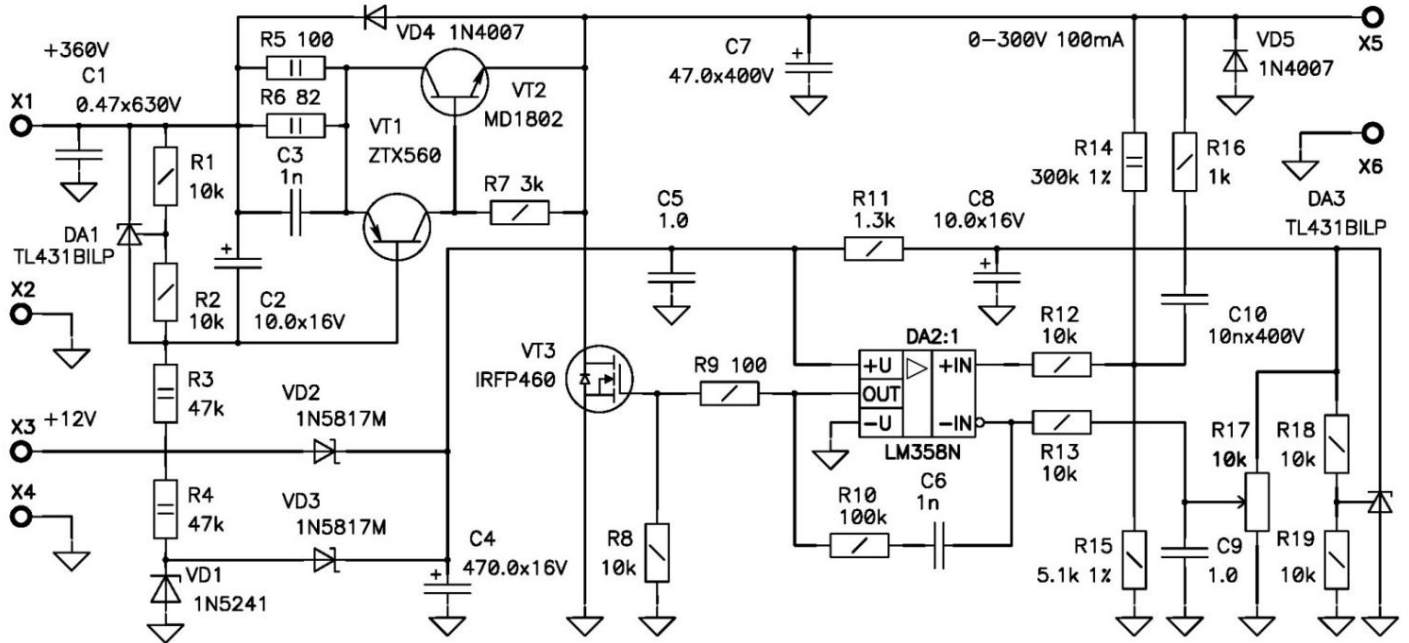 +360V
C1
0.47x630V
X1
R5 100
R6 82
VD4 1N4007
VT2
MD1802
VT1
ZTX560
C3
1n
R7 3k
R1
10k
DA1
TL431BILP
R2
10k
C2
10.0x16V
X2
R3
47k
X3
+12V
VD2
1N5817M
X4
R4
47k
VD3
1N5817M
VD1
1N5241
C4
470.0x16V
C7
47.0x400V
0-300V 100mA
VD5
1N4007
X5
X6
R14
300k 1%
R16
1k
DA3
TL431BILP
C5
1.0
R11
1.3k
C8
10.0x16V
VT3
IRFP460
R9 100
DA2:1
+U
OUT
-U
+IN
-IN
LM358N
R12
10k
C10
10nx400V
R13
10k
R17
10k
R18
10k
R8
10k
R10
100k
C6
1n
R15
5.1k 1%
C9
1.0
R19
10k